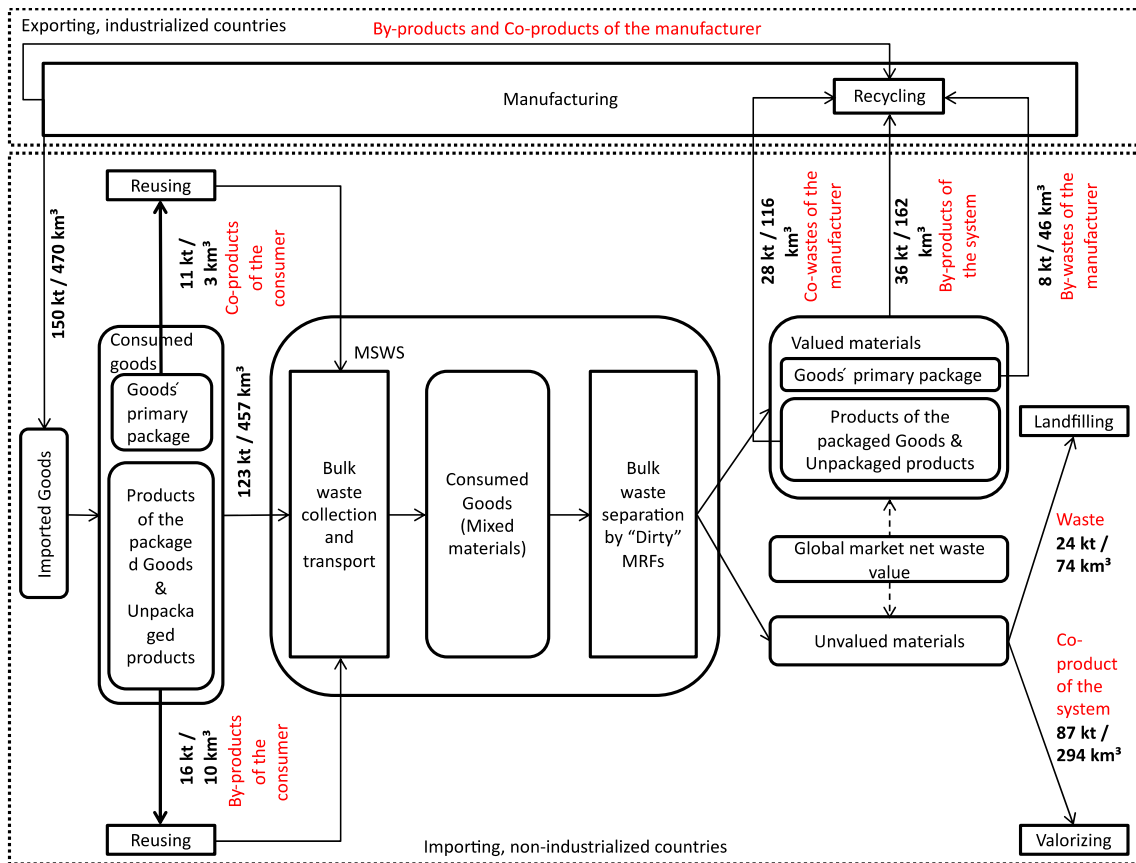 Exporting, industrialized countries
By-products and Co-products of the manufacturer
Manufacturing
Recycling
Reusing
150 kt / 470 km³
11 kt /
3 km³
Co-products
of the
consumer
28 kt / 116
km³
Co-wastes of the
manufacturer
36 kt / 162
km³
By-products of
the system
8 kt / 46 km³
By-wastes of the
manufacturer
Consumed
goods
Goods´
primary
package
123 kt / 457 km³
MSWS
Valued materials
Goods´ primary package
Products of the
packaged Goods &
Unpackaged products
Landfilling
Imported Goods
Products
of the
package
d Goods
&
Unpacka
ged
products
Bulk
waste
collection
and
transport
Consumed
Goods
(Mixed
materials)
Bulk
waste
separation
by “Dirty”
MRFs
Global market net waste
value
Waste
24 kt /
74 km³
Unvalued materials
Co-
product
of the
system
87 kt /
294 km³
16 kt /
10 km³
By-products
of the
consumer
Reusing
Importing, non-industrialized countries
Valorizing